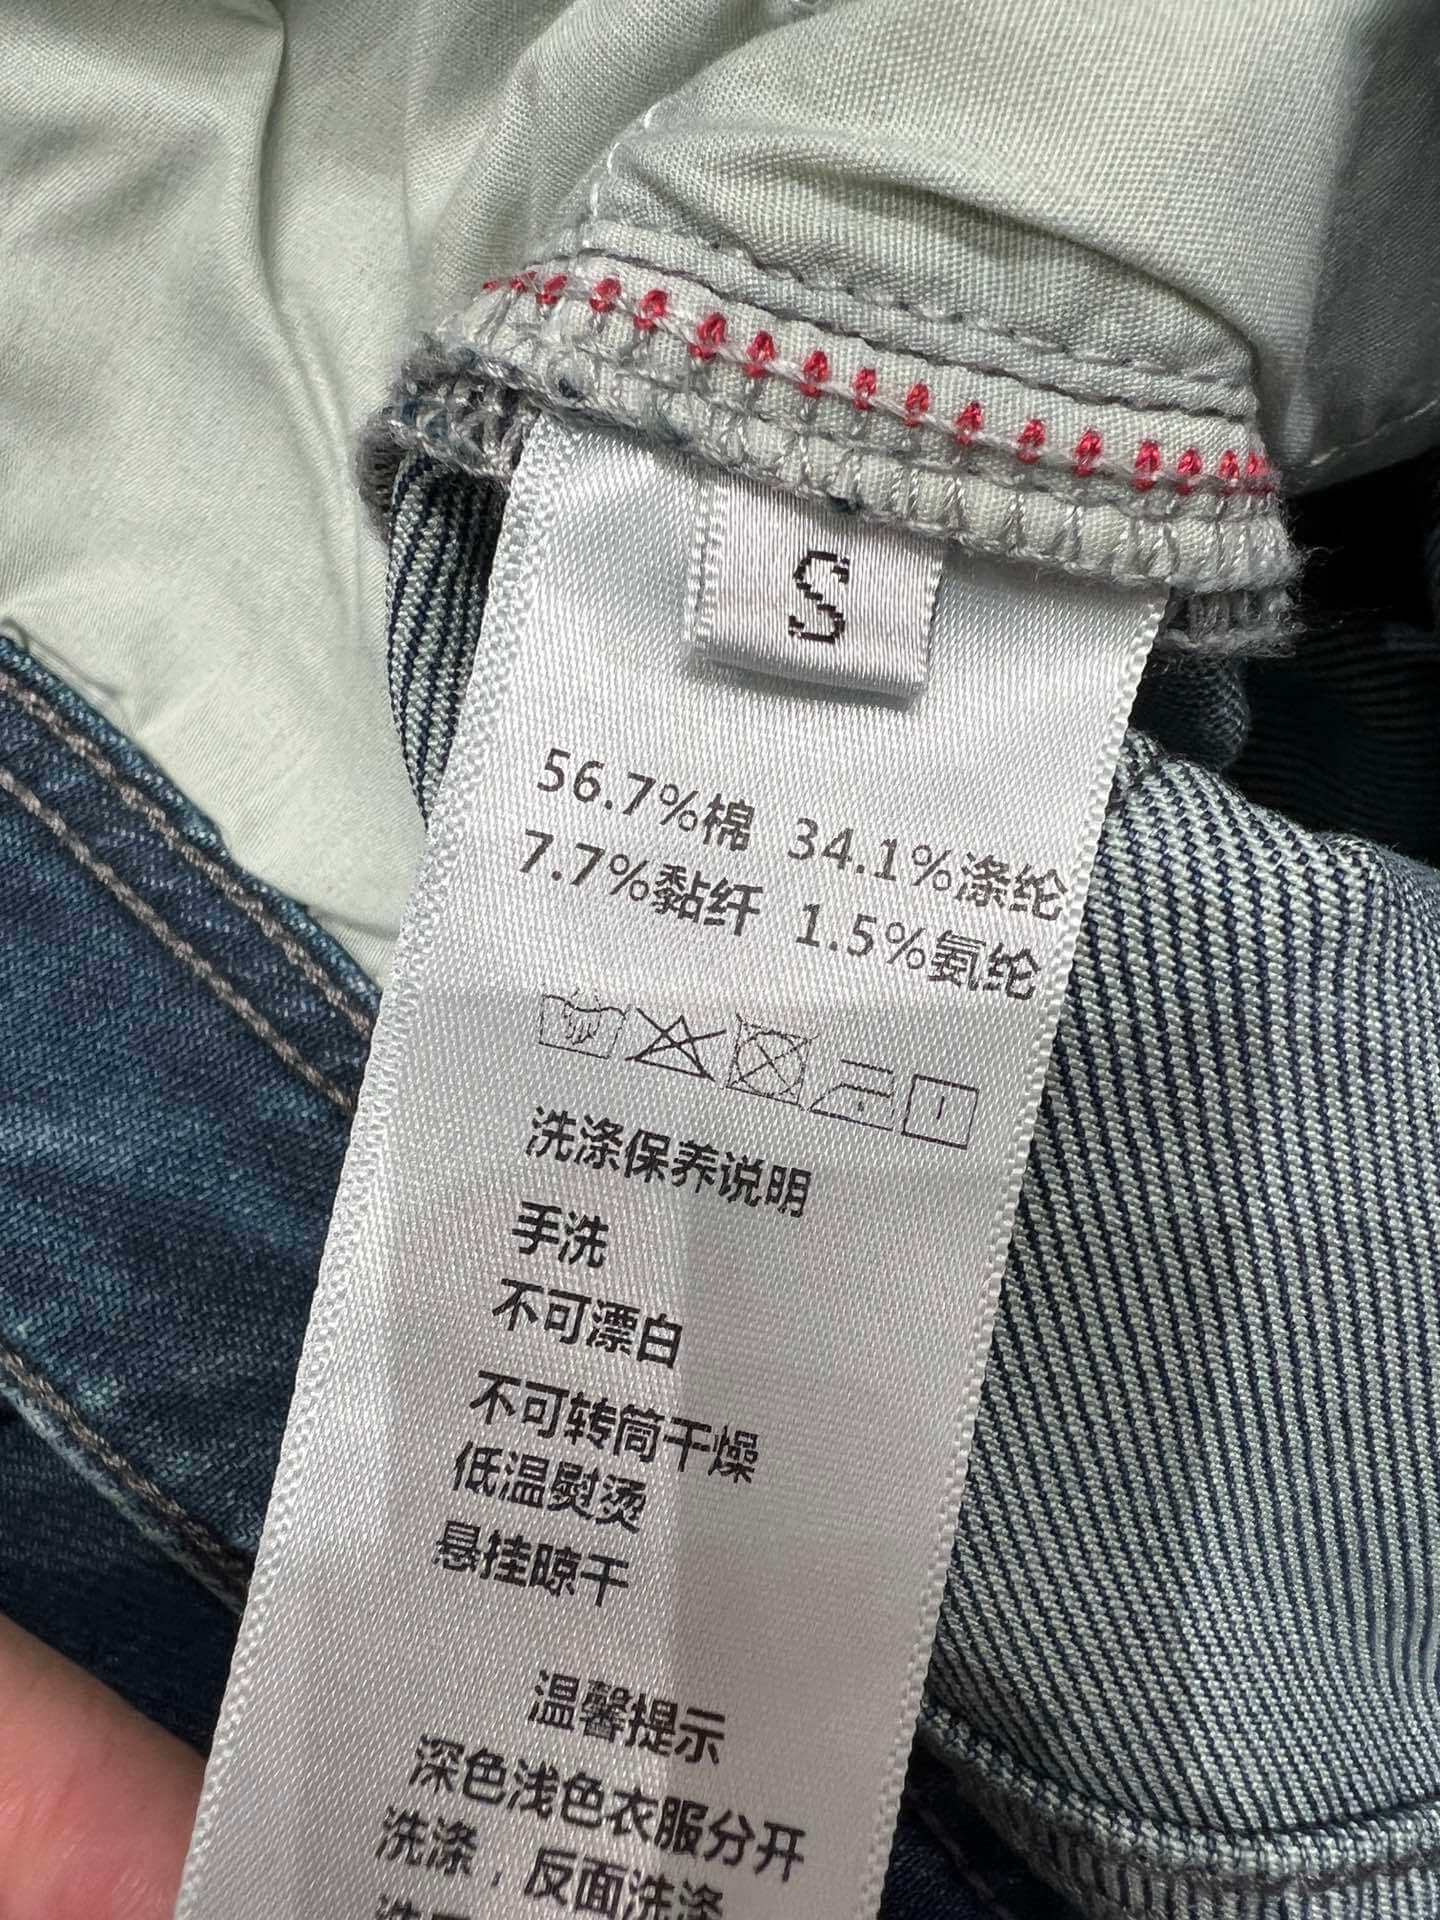 S
56.7%棉 34.1%涤纶
7.7%黏纤 1.5%氨纶
洗涤保养说明
手洗
不可漂白
不可转筒干燥
低温熨烫
悬挂晾干
温馨提示
深色浅色衣服分开
洗涤，反面洗涤